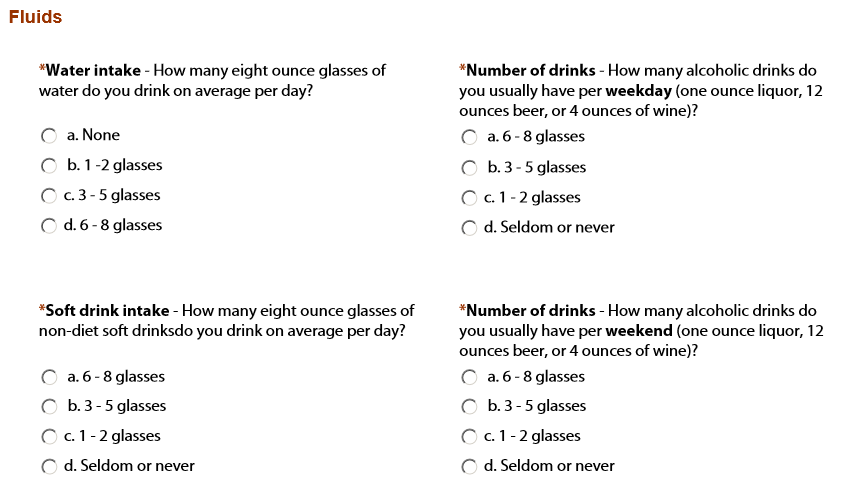 Fluids
*Water intake - How many eight ounce glasses of
water do you drink on average per day?
a. None
b. 1 -2 glasses
c. 3 - 5 glasses
d. 6 - 8 glasses
*Number of drinks - How many alcoholic drinks do
you usually have per weekday (one ounce liquor, 12
ounces beer, or 4 ounces of wine)?
a. 6 - 8 glasses
b. 3 - 5 glasses
c. 1 - 2 glasses
d. Seldom or never
*Soft drink intake - How many eight ounce glasses of
non-diet soft drinksdo you drink on average per day?
a. 6 - 8 glasses
b. 3 - 5 glasses
c. 1 - 2 glasses
d. Seldom or never
*Number of drinks - How many alcoholic drinks do
you usually have per weekend (one ounce liquor, 12
ounces beer, or 4 ounces of wine)?
a. 6 - 8 glasses
b. 3 - 5 glasses
c. 1 - 2 glasses
d. Seldom or never